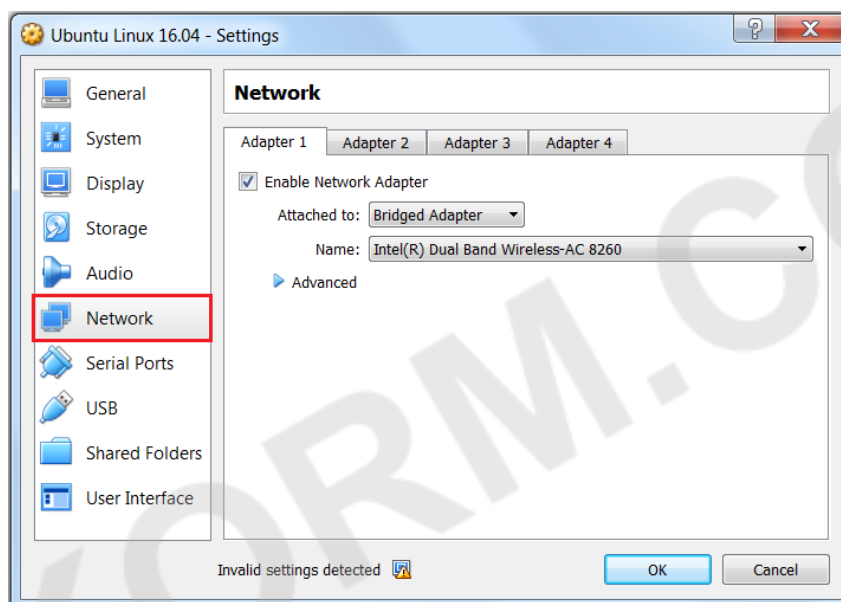 Ubuntu Linux 16.04 - Settings
?
X
General
System
Display
Storage
Audio
Network
Serial Ports
USB
Shared Folders
User Interface
Network
Adapter 1 Adapter 2 Adapter 3 Adapter 4
Enable Network Adapter
Attached to: Bridged Adapter
Name: Intel(R) Dual Band Wireless-AC 8260
Advanced
Invalid settings detected
OK Cancel
KORM.CO